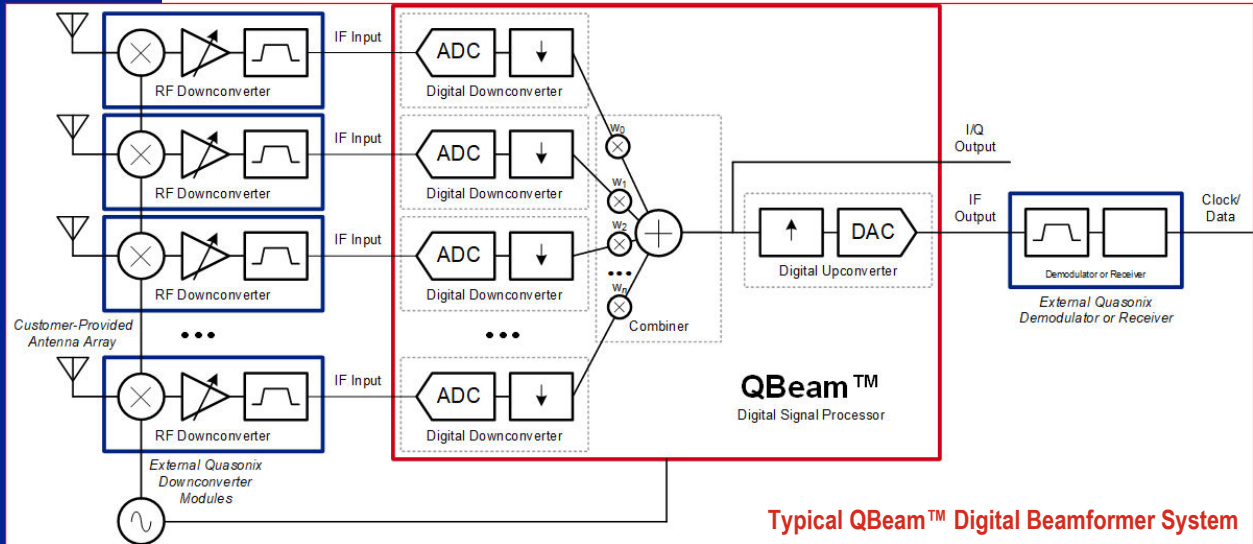 IF Input
ADC
RF Downconverter
Digital Downconverter
w0
I/Q
Output
IF Input
ADC
RF Downconverter
Digital Downconverter
w1
IF
Output
Clock/
Data
IF Input
ADC
w2
DAC
RF Downconverter
Digital Downconverter
•••
Digital Upconverter
Demodulator or Receiver
wn
External Quasonix
Demodulator or Receiver
Customer-Provided
Antenna Array
•••
•••
Combiner
IF Input
ADC
QBeam™
Digital Signal Processor
RF Downconverter
Digital Downconverter
External Quasonix
Downconverter
Modules
Typical QBeam™ Digital Beamformer System